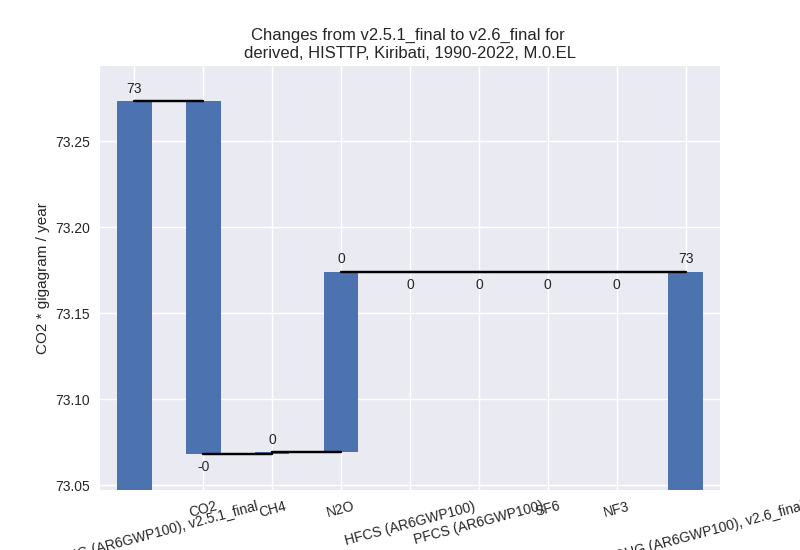 Changes from v2.5.1_final to v2.6_final for
derived, HISTTP, Kiribati, 1990-2022, M.0.EL
CO2 * gigagram / year
73.25
73.20
73.15
73.10
73.05
73
-0
0
0
0
0
0
0
73
(AR6GWP100), v2.5.1_final
CO2
CH4
N2O
HFCS (AR6GWP100)
PFCS (AR6GWP100)
SF6
NF3
(AR6GWP100), v2.6_fina